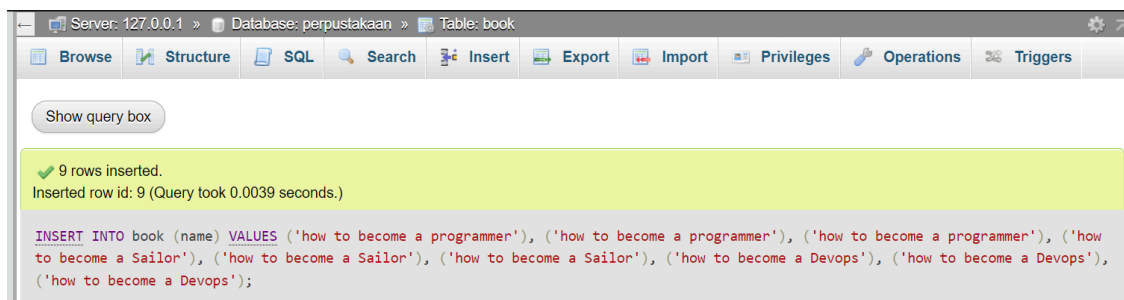 ← Server: 127.0.0.1 » Database: perpustakaan » Table: book
Browse Structure SQL Search Insert Export Import Privileges Operations Triggers
Show query box
9 rows inserted.
Inserted row id: 9 (Query took 0.0039 seconds.)
INSERT INTO book (name) VALUES ('how to become a programmer'), ('how to become a programmer'), ('how to become a programmer'), ('how
to become a Sailor'), ('how to become a Sailor'), ('how to become a Sailor'), ('how to become a Devops'), ('how to become a Devops'),
('how to become a Devops');